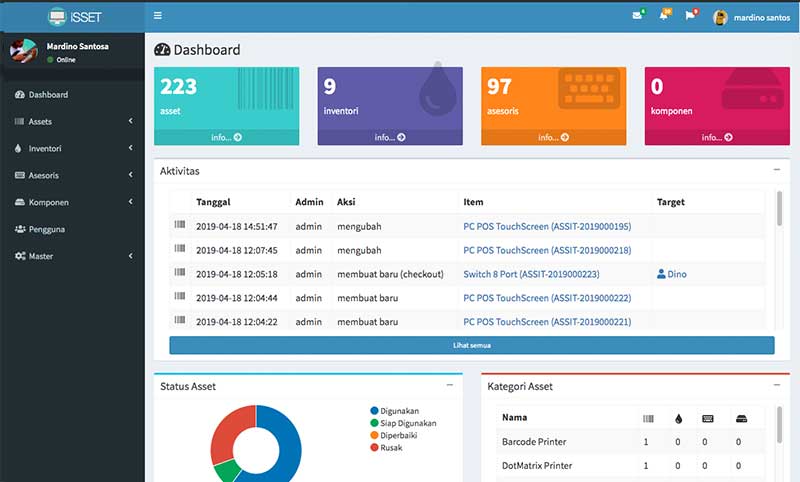 ISSET
mardino santos
Mardino Santosa
Online
Dashboard
Assets
Inventori
Asesoris
Komponen
Pengguna
Master
Dashboard
223
asset
info...
9
inventori
info...
97
asesoris
info...
0
komponen
info...
Aktivitas
Tanggal Admin Aksi Item Target
2019-04-18 14:51:47 admin mengubah PC POS TouchScreen (ASSIT-2019000195)
2019-04-18 12:07:45 admin mengubah PC POS TouchScreen (ASSIT-2019000218)
2019-04-18 12:05:18 admin membuat baru (checkout) Switch 8 Port (ASSIT-2019000223) Dino
2019-04-18 12:04:44 admin membuat baru PC POS TouchScreen (ASSIT-2019000222)
2019-04-18 12:04:22 admin membuat baru PC POS TouchScreen (ASSIT-2019000221)
Lihat semua
Status Asset
Digunakan
Siap Digunakan
Diperbaiki
Rusak
Kategori Asset
Nama
Barcode Printer 1 0 0 0
DotMatrix Printer 1 0 0 0